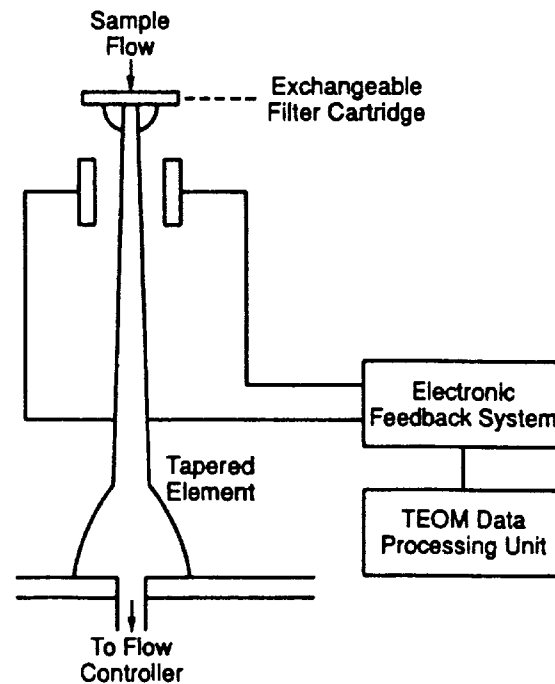 Sample
Flow
Exchangeable
Filter Cartridge
Electronic
Feedback System
Tapered
Element
TEOM Data
Processing Unit
To Flow
Controller